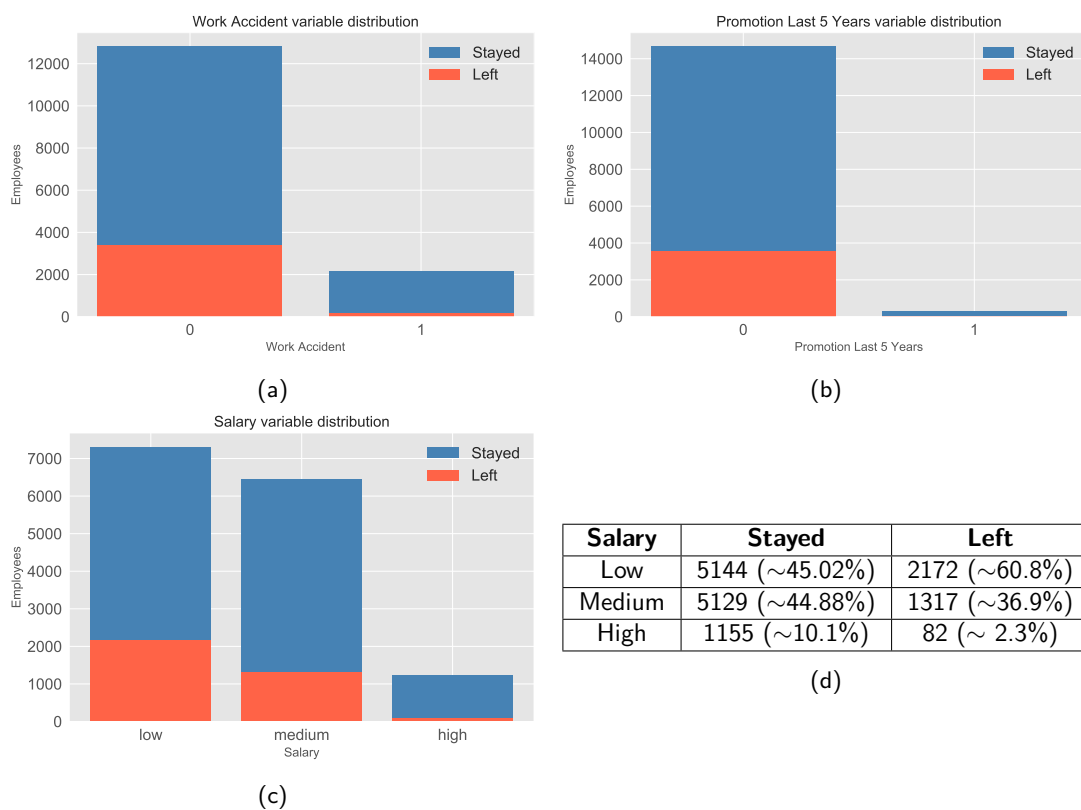 Work Accident variable distribution
Stayed
Left
12000
10000
8000
6000
4000
2000
0
Employees
0
1
Work Accident
(a)
Promotion Last 5 Years variable distribution
Stayed
Left
14000
12000
10000
8000
6000
4000
2000
0
Employees
0
1
Promotion Last 5 Years
(b)
Salary variable distribution
Stayed
Left
7000
6000
5000
4000
3000
2000
1000
0
Employees
low
medium
high
Salary
(c)
Salary Stayed Left
Low 5144 (∼45.02%) 2172 (∼60.8%)
Medium 5129 (∼44.88%) 1317 (∼36.9%)
High 1155 (∼10.1%) 82 (∼ 2.3%)
(d)